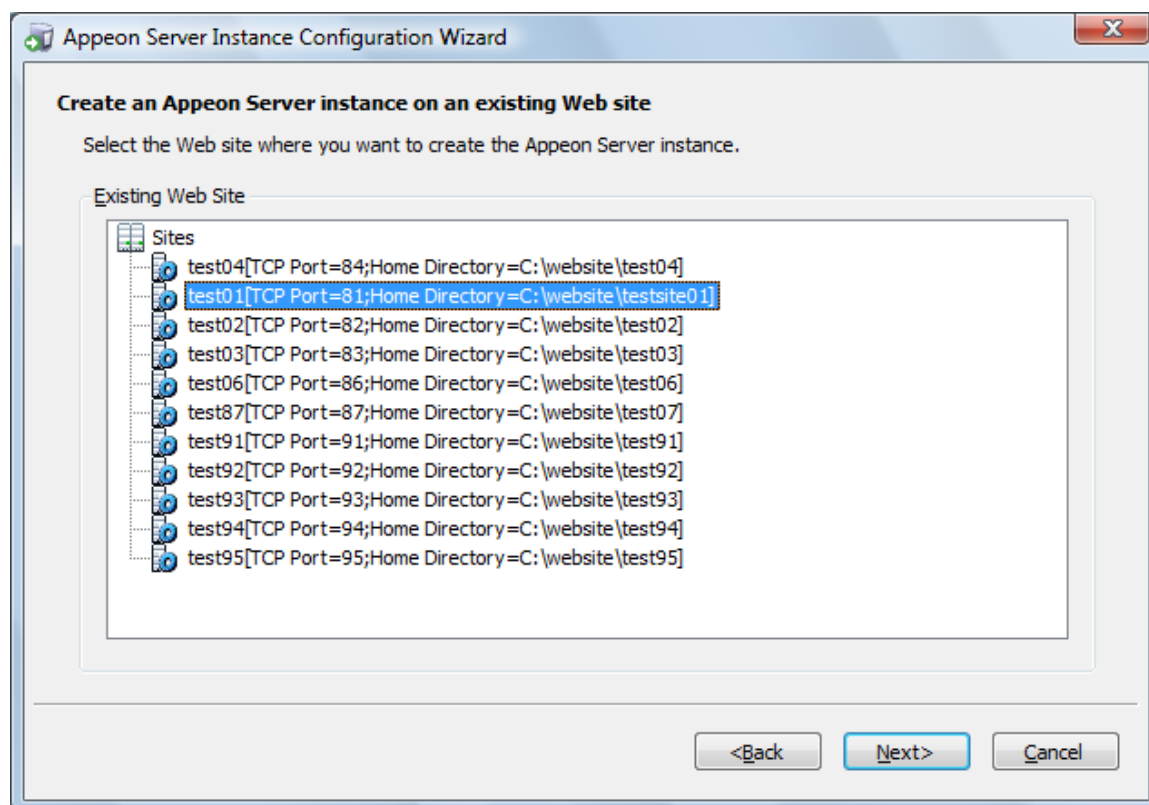 Appeon Server Instance Configuration Wizard
Create an Appeon Server instance on an existing Web site
Select the Web site where you want to create the Appeon Server instance.
Existing Web Site
Sites
test04[TCP Port=84;Home Directory=C:\website\test04]
test01[TCP Port=81;Home Directory=C:\website\testsite01]
test02[TCP Port=82;Home Directory=C:\website\test02]
test03[TCP Port=83;Home Directory=C:\website\test03]
test06[TCP Port=86;Home Directory=C:\website\test06]
test87[TCP Port=87;Home Directory=C:\website\test07]
test91[TCP Port=91;Home Directory=C:\website\test91]
test92[TCP Port=92;Home Directory=C:\website\test92]
test93[TCP Port=93;Home Directory=C:\website\test93]
test94[TCP Port=94;Home Directory=C:\website\test94]
test95[TCP Port=95;Home Directory=C:\website\test95]
<Back Next> Cancel